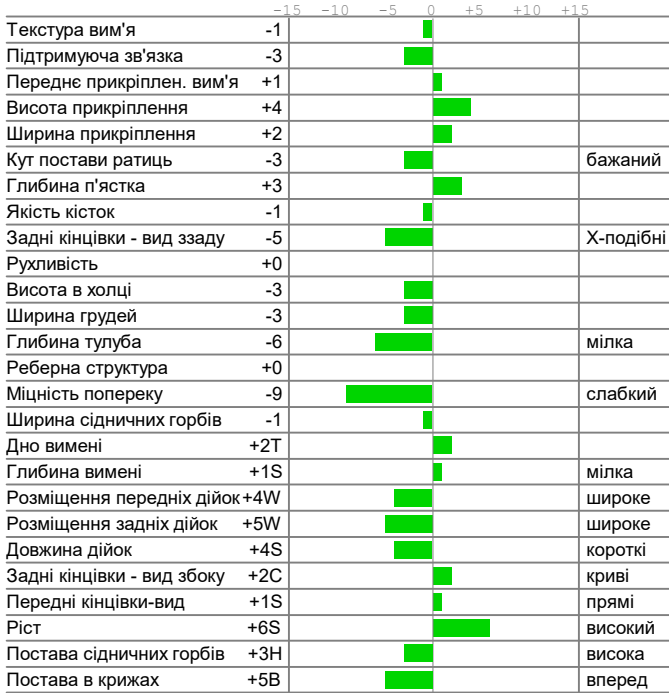 -15 -10 -5 0 +5 +10 +15
Текстура вим'я -1
Підтримуюча зв'язка -3
Переднє прикріплен. вим'я +1
Висота прикріплення +4
Ширина прикріплення +2
Кут постави ратиць -3 бажаний
Глибина п'ястка +3
Якість кісток -1
Задні кінцівки - вид ззаду -5 Х-подібні
Рухливість +0
Висота в холці -3
Ширина грудей -3
Глибина тулуба -6 мілка
Реберна структура +0
Міцність попереку -9 слабкий
Ширина сідничних горбів -1
Дно вимені +2T
Глибина вимені +1S мілка
Розміщення передніх дійок +4W широке
Розміщення задніх дійок +5W широке
Довжина дійок +4S короткі
Задні кінцівки - вид збоку +2C криві
Передні кінцівки-вид +1S прямі
Ріст +6S високий
Постава сідничних горбів +3H висока
Постава в крижах +5B вперед